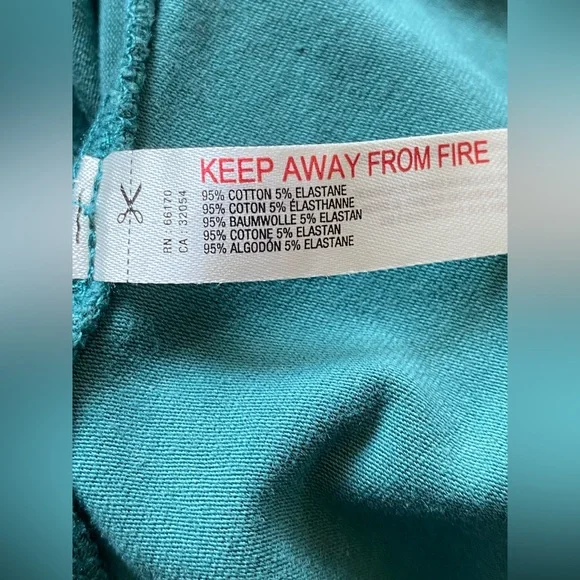 KEEP AWAY FROM FIRE
95% COTTON 5% ELASTANE
95% COTON 5% ÉLASTHANNE
95% BAUMWOLLE 5% ELASTAN
95% COTONE 5% ELASTAN
95% ALGODÓN 5% ELASTANE
RN 66170
CA 32054